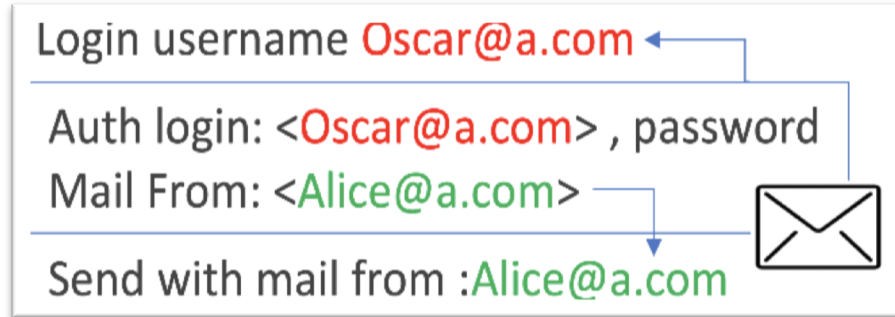 Login username Oscar@a.com
Auth login: <Oscar@a.com> , password
Mail From: <Alice@a.com>
Send with mail from :Alice@a.com